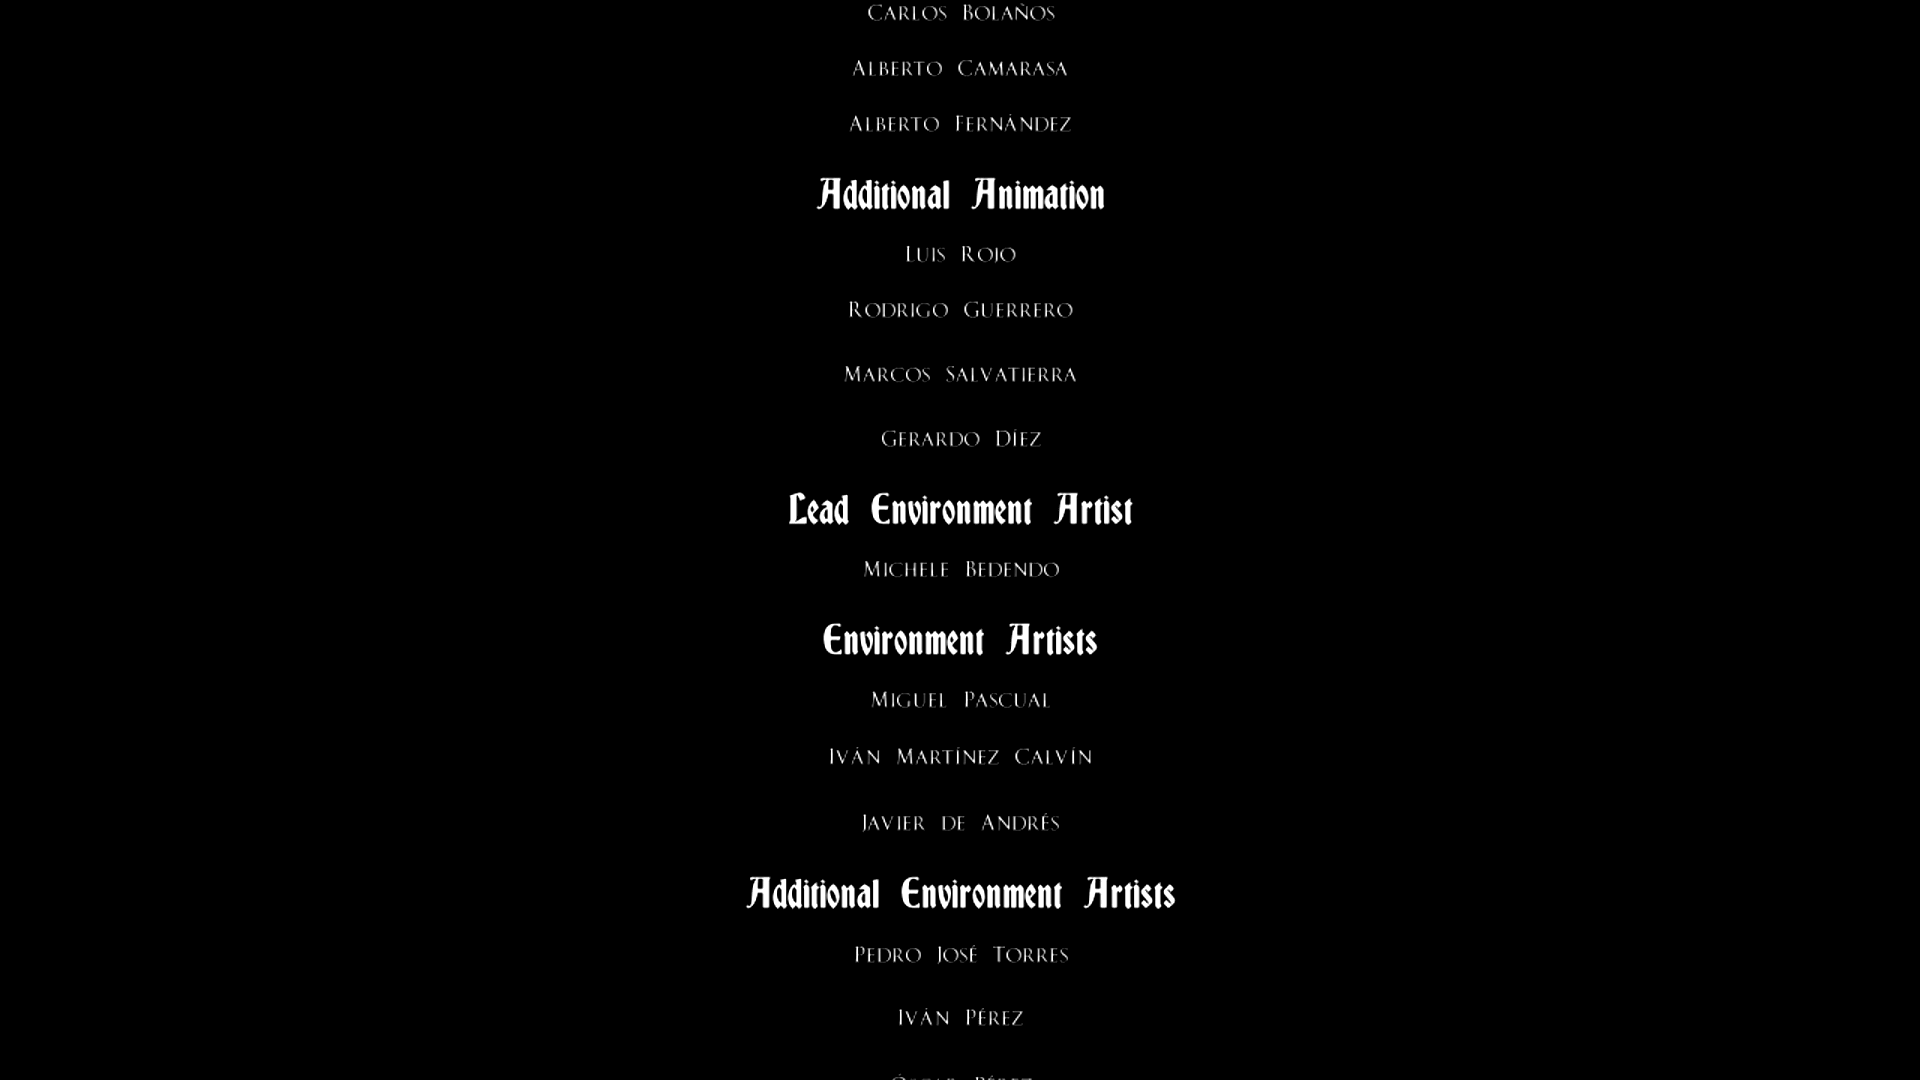 Carlos Bolaños
Alberto Camarasa
Alberto Fernández
Additional Animation
Luis Rojo
Rodrigo Guerrero
Marcos Salvatierra
Gerardo Díez
Lead Environment Artist
Michele Bedendo
Environment Artists
Miguel Pascual
Iván Martínez Calvín
Javier de Andrés
Additional Environment Artists
Pedro José Torres
Iván Pérez